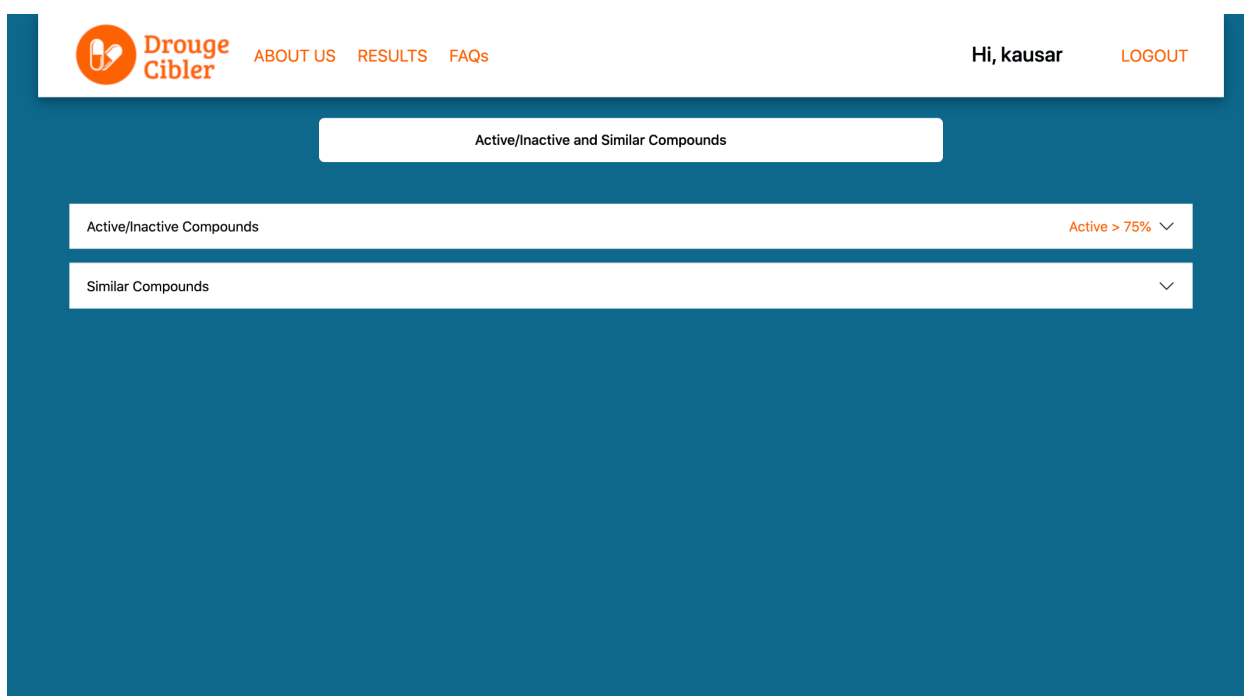 Drouge
Cibler
ABOUT US RESULTS FAQs Hi, kausar LOGOUT
Active/Inactive and Similar Compounds
Active/Inactive Compounds Active > 75%
Similar Compounds